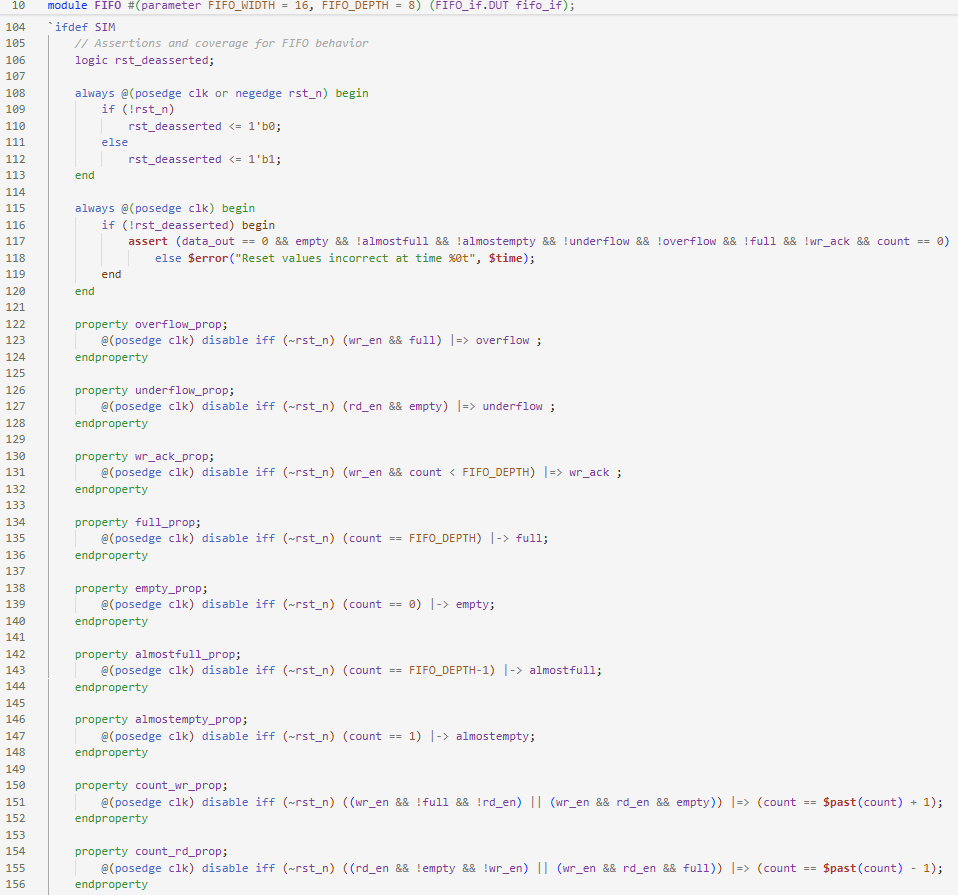 10 module FIFO #(parameter FIFO_WIDTH = 16, FIFO_DEPTH = 8) (FIFO_if.DUT fifo_if);
104 `ifdef SIM
105 // Assertions and coverage for FIFO behavior
106 logic rst_deasserted;
107
108 always @(posedge clk or negedge rst_n) begin
109 if (!rst_n)
110 rst_deasserted <= 1'b0;
111 else
112 rst_deasserted <= 1'b1;
113 end
114
115 always @(posedge clk) begin
116 if (!rst_deasserted) begin
117 assert (data_out == 0 && empty && !almostfull && !almostempty && !underflow && !overflow && !full && !wr_ack && count == 0)
118 else $error("Reset values incorrect at time %0t", $time);
119 end
120 end
121
122 property overflow_prop;
123 @(posedge clk) disable iff (~rst_n) (wr_en && full) |=> overflow ;
124 endproperty
125
126 property underflow_prop;
127 @(posedge clk) disable iff (~rst_n) (rd_en && empty) |=> underflow ;
128 endproperty
129
130 property wr_ack_prop;
131 @(posedge clk) disable iff (~rst_n) (wr_en && count < FIFO_DEPTH) |=> wr_ack ;
132 endproperty
133
134 property full_prop;
135 @(posedge clk) disable iff (~rst_n) (count == FIFO_DEPTH) |-> full;
136 endproperty
137
138 property empty_prop;
139 @(posedge clk) disable iff (~rst_n) (count == 0) |-> empty;
140 endproperty
141
142 property almostfull_prop;
143 @(posedge clk) disable iff (~rst_n) (count == FIFO_DEPTH-1) |-> almostfull;
144 endproperty
145
146 property almostempty_prop;
147 @(posedge clk) disable iff (~rst_n) (count == 1) |-> almostempty;
148 endproperty
149
150 property count_wr_prop;
151 @(posedge clk) disable iff (~rst_n) ((wr_en && !full && !rd_en) || (wr_en && rd_en && empty)) |=> (count == $past(count) + 1);
152 endproperty
153
154 property count_rd_prop;
155 @(posedge clk) disable iff (~rst_n) ((rd_en && !empty && !wr_en) || (wr_en && rd_en && full)) |=> (count == $past(count) - 1);
156 endproperty